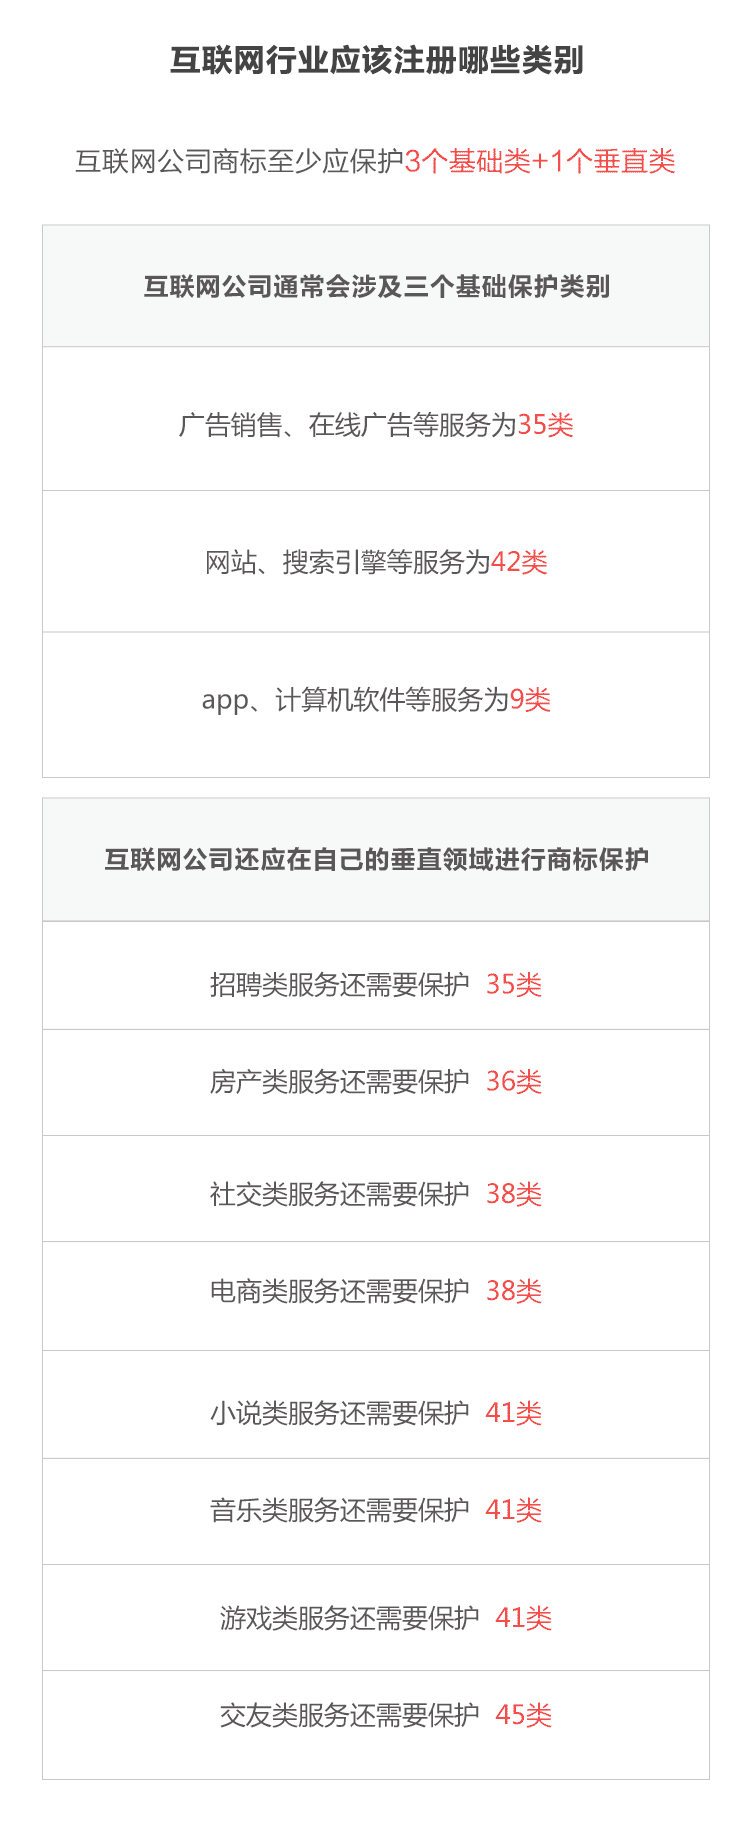 互联网行业应该注册哪些类别
互联网公司商标至少应保护3个基础类+1个垂直类
互联网公司通常会涉及三个基础保护类别
广告销售、在线广告等服务为35类
网站、搜索引擎等服务为42类
app、计算机软件等服务为9类
互联网公司还应在自己的垂直领域进行商标保护
招聘类服务还需要保护 35类
房产类服务还需要保护 36类
社交类服务还需要保护 38类
电商类服务还需要保护 38类
小说类服务还需要保护 41类
音乐类服务还需要保护 41类
游戏类服务还需要保护 41类
交友类服务还需要保护 45类